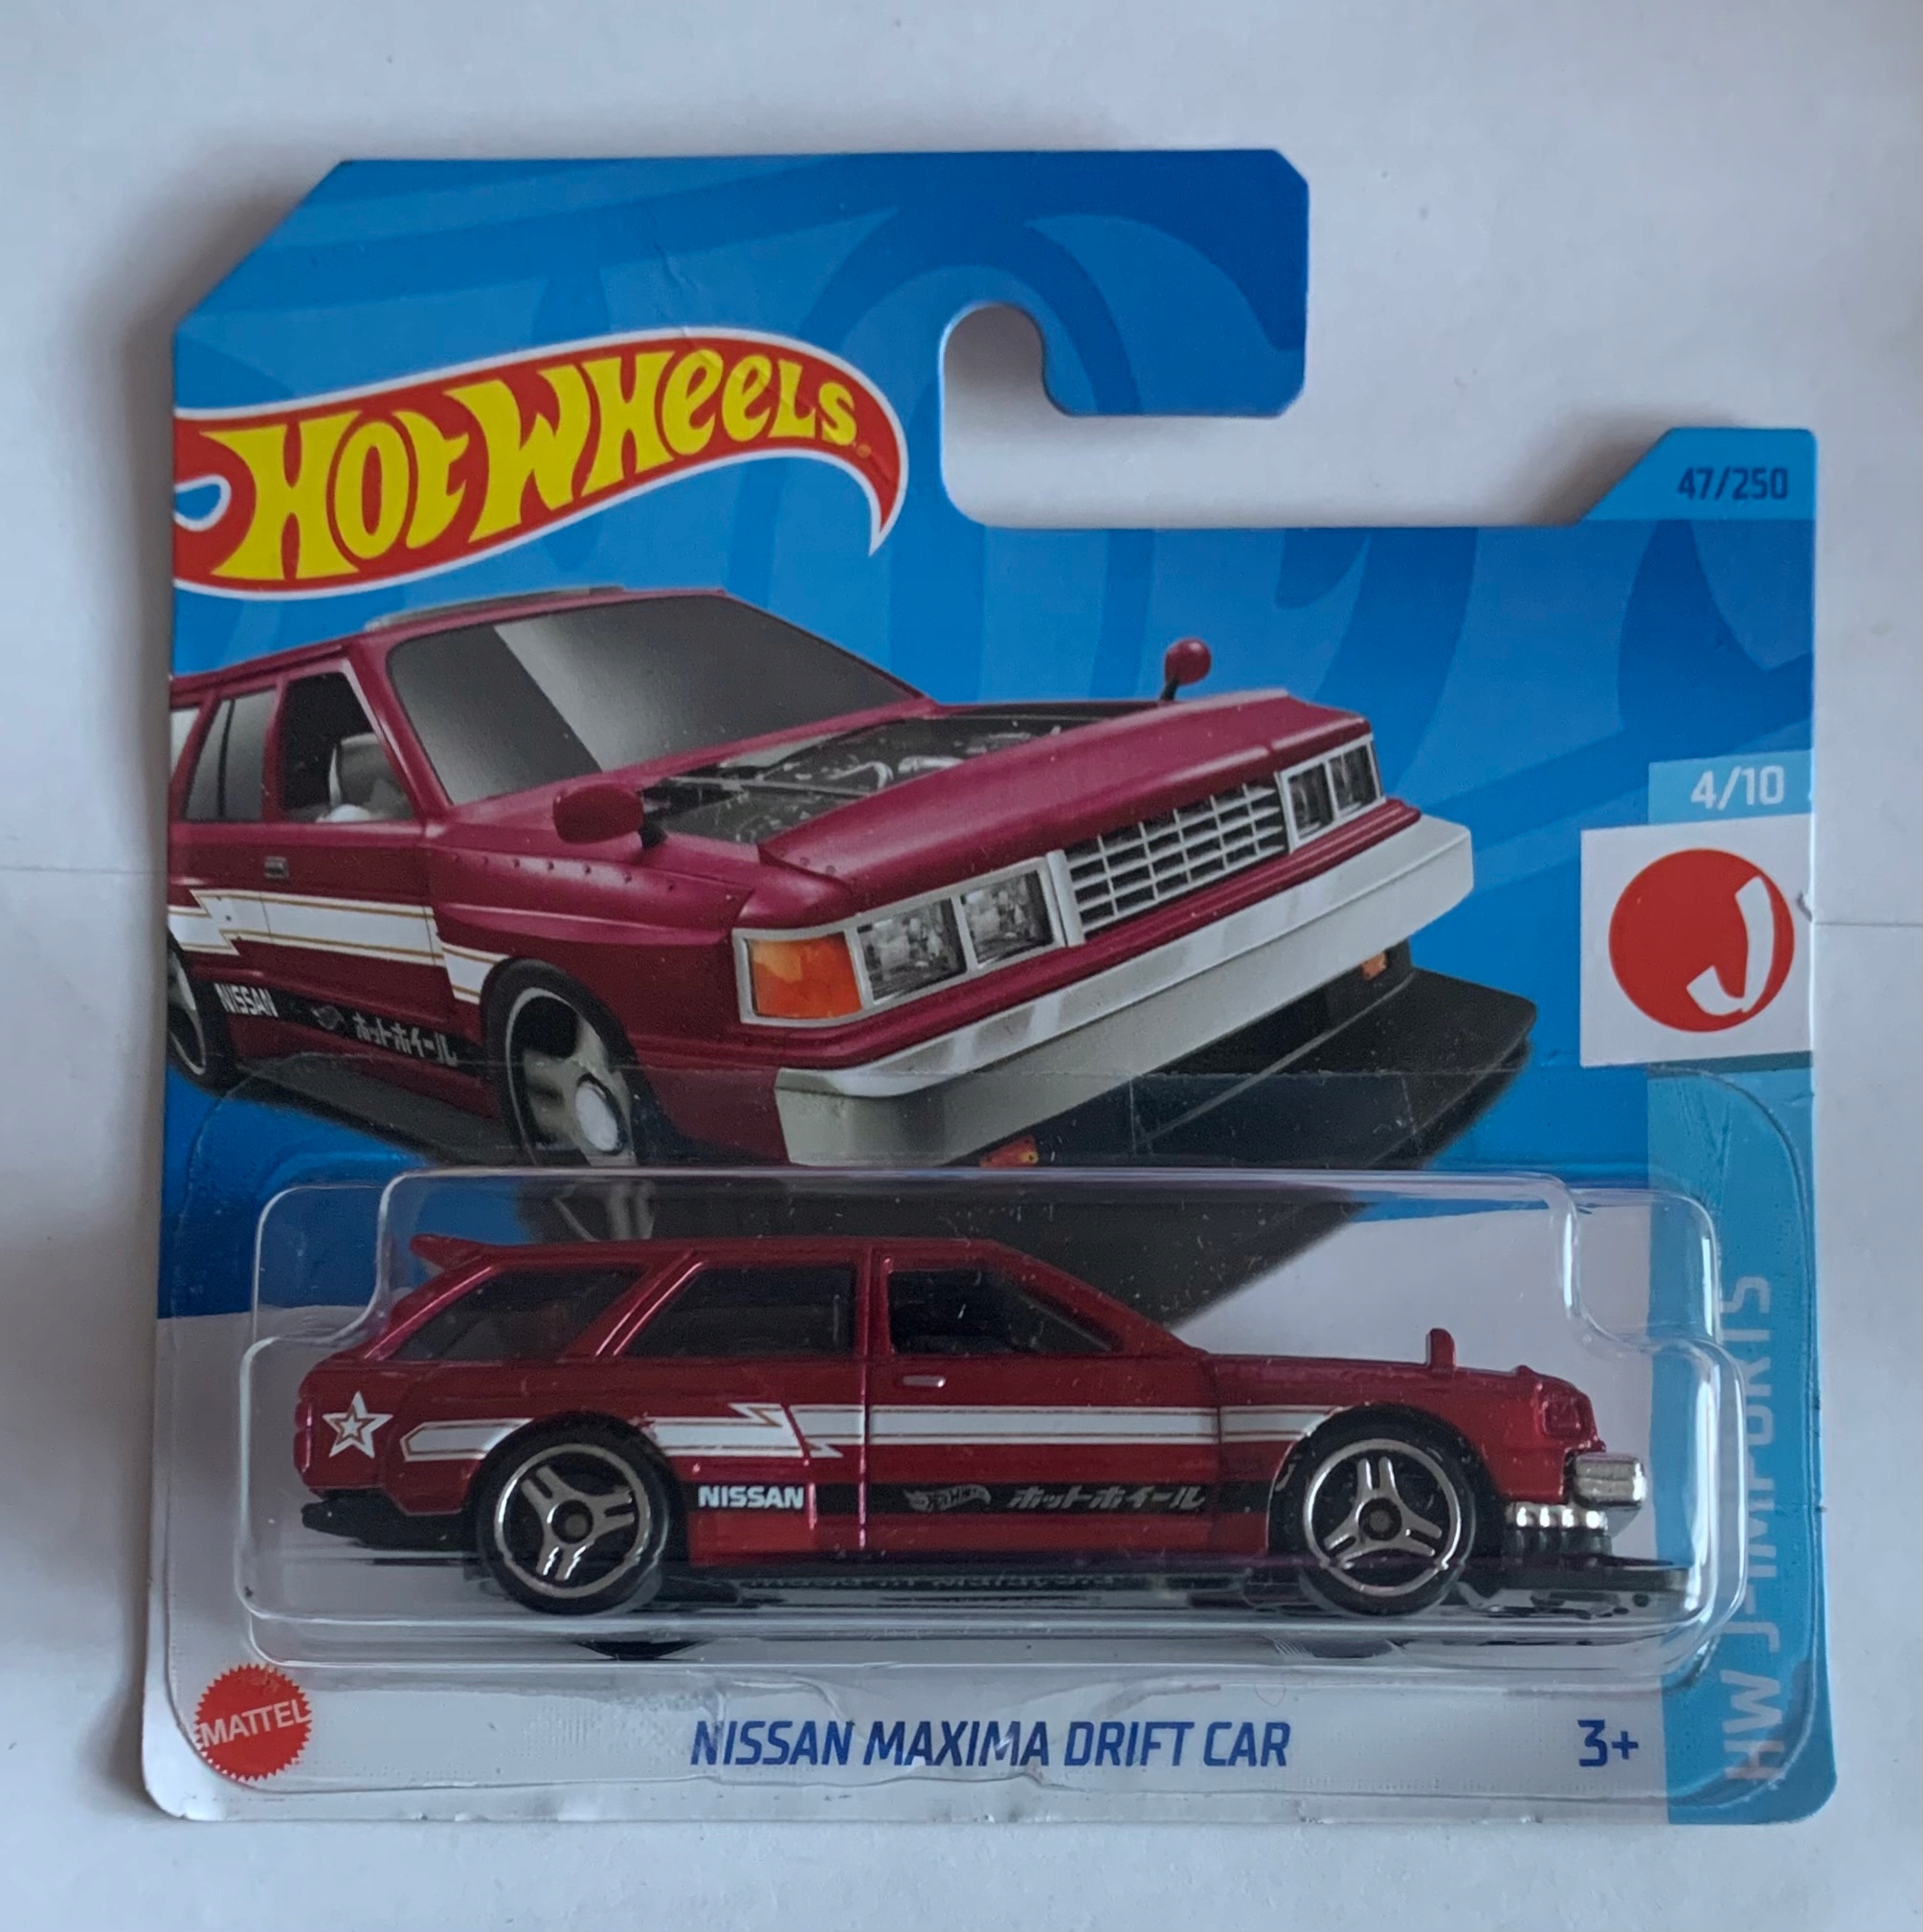 HOT WHEELS
47/250
4/10
J
NISSAN
ホットホイール
NISSAN
ホットホイール
HW J-IMPORTS
MATTEL
NISSAN MAXIMA DRIFT CAR
3+